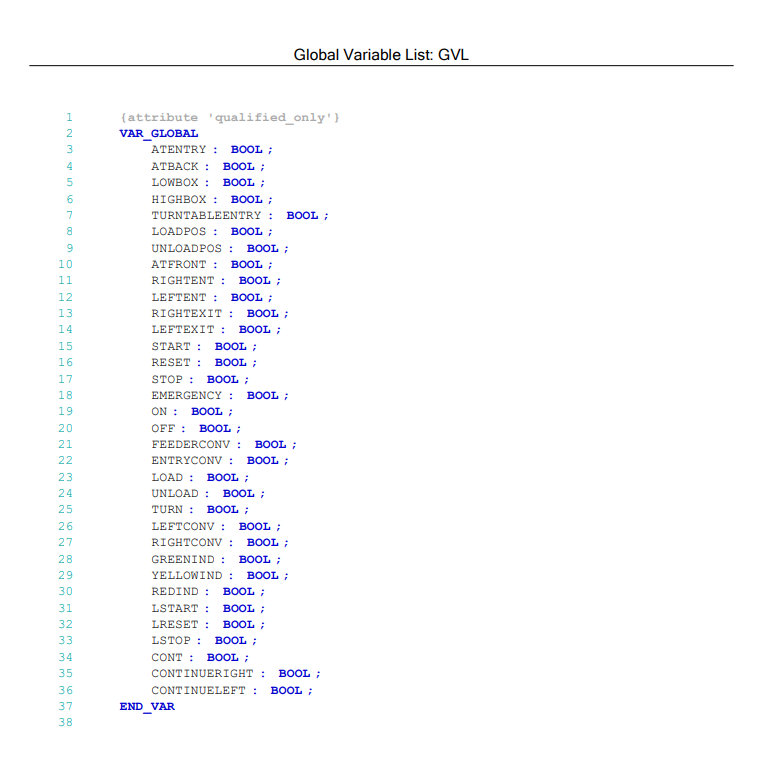 Global Variable List: GVL
1 {attribute 'qualified_only'}
2 VAR_GLOBAL
3 ATENTRY : BOOL ;
4 ATBACK : BOOL ;
5 LOWBOX : BOOL ;
6 HIGHBOX : BOOL ;
7 TURNTABLEENTRY : BOOL ;
8 LOADPOS : BOOL ;
9 UNLOADPOS : BOOL ;
10 ATFRONT : BOOL ;
11 RIGHTENT : BOOL ;
12 LEFTENT : BOOL ;
13 RIGHTEXIT : BOOL ;
14 LEFTEXIT : BOOL ;
15 START : BOOL ;
16 RESET : BOOL ;
17 STOP : BOOL ;
18 EMERGENCY : BOOL ;
19 ON : BOOL ;
20 OFF : BOOL ;
21 FEEDERCONV : BOOL ;
22 ENTRYCONV : BOOL ;
23 LOAD : BOOL ;
24 UNLOAD : BOOL ;
25 TURN : BOOL ;
26 LEFTCONV : BOOL ;
27 RIGHTCONV : BOOL ;
28 GREENIND : BOOL ;
29 YELLOWIND : BOOL ;
30 REDIND : BOOL ;
31 LSTART : BOOL ;
32 LRESET : BOOL ;
33 LSTOP : BOOL ;
34 CONT : BOOL ;
35 CONTINUERIGHT : BOOL ;
36 CONTINUELEFT : BOOL ;
37 END_VAR
38